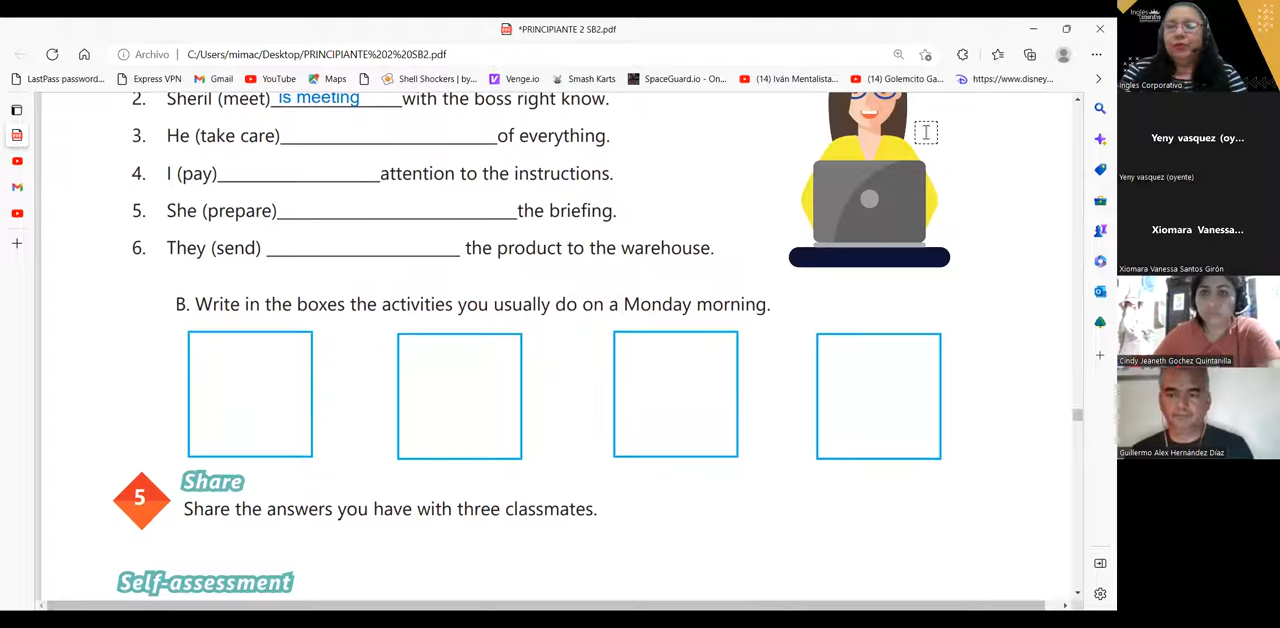 *PRINCIPIANTE 2 SB2.pdf
Archivo | C:/Users/mimac/Desktop/PRINCIPIANTE%202%20SB2.pdf
LastPass password... Express VPN Gmail YouTube Maps Shell Shockers | by... Venge.io Smash Karts SpaceGuard.io - On... (14) Iván Mentalista... (14) Golemcito Ga... https://www.disney...
2. Sheril (meet) is meeting with the boss right know.
3. He (take care)____________________of everything.
4. I (pay)________________attention to the instructions.
5. She (prepare)______________________the briefing.
6. They (send) __________________ the product to the warehouse.
B. Write in the boxes the activities you usually do on a Monday morning.
5
Share
Share the answers you have with three classmates.
Self-assessment
Inglés
Corporativo
Ingles Corporativo
Yeny vasquez (oy...
Yeny vasquez (oyente)
Xiomara Vanessa...
Xiomara Vanessa Santos Girón
Cindy Jeaneth Gochez Quintanilla
Guillermo Alex Hernández Díaz